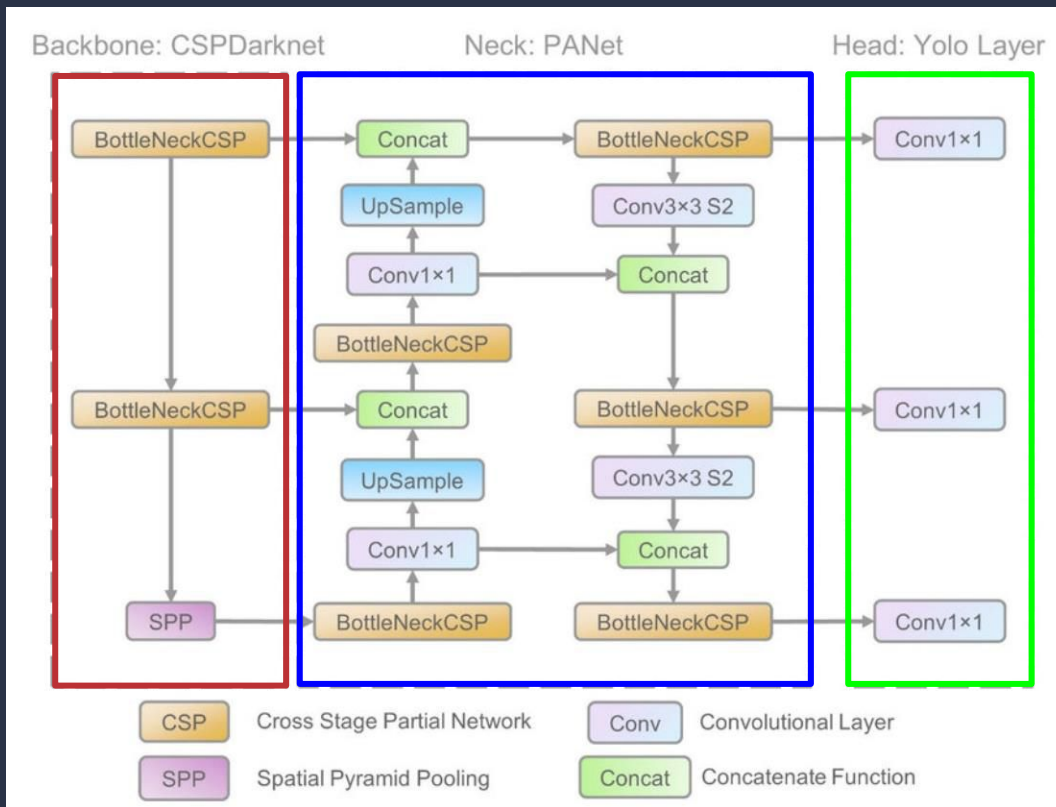 Backbone: CSPDarknet Neck: PANet Head: Yolo Layer
BottleNeckCSP Concat BottleNeckCSP Conv1×1
UpSample Conv3×3 S2
Conv1×1 Concat
BottleNeckCSP
BottleNeckCSP Concat BottleNeckCSP Conv1×1
UpSample Conv3×3 S2
Conv1×1 Concat
SPP BottleNeckCSP BottleNeckCSP Conv1×1
CSP Cross Stage Partial Network Conv Convolutional Layer
SPP Spatial Pyramid Pooling Concat Concatenate Function